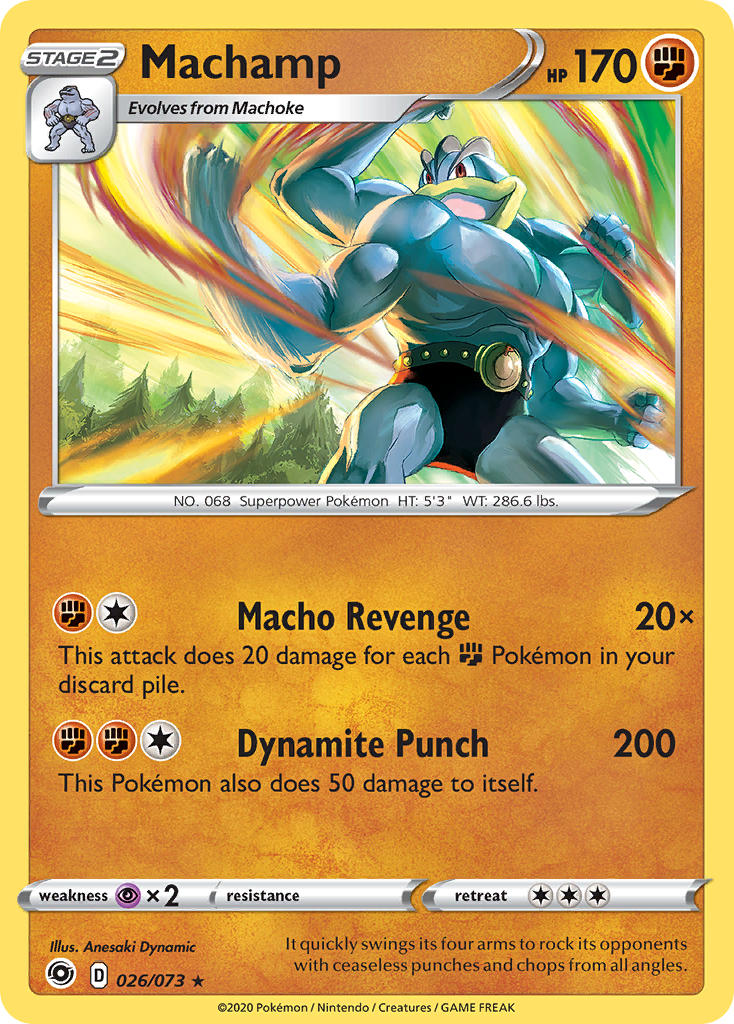 STAGE 2
Machamp
HP 170
Evolves from Machoke
NO. 068 Superpower Pokémon HT: 5'3" WT: 286.6 lbs.
Macho Revenge 20×
This attack does 20 damage for each Pokémon in your
discard pile.
Dynamite Punch 200
This Pokémon also does 50 damage to itself.
weakness ×2 resistance retreat
Illus. Anesaki Dynamic
It quickly swings its four arms to rock its opponents
with ceaseless punches and chops from all angles.
D 026/073 ★
©2020 Pokémon / Nintendo / Creatures / GAME FREAK